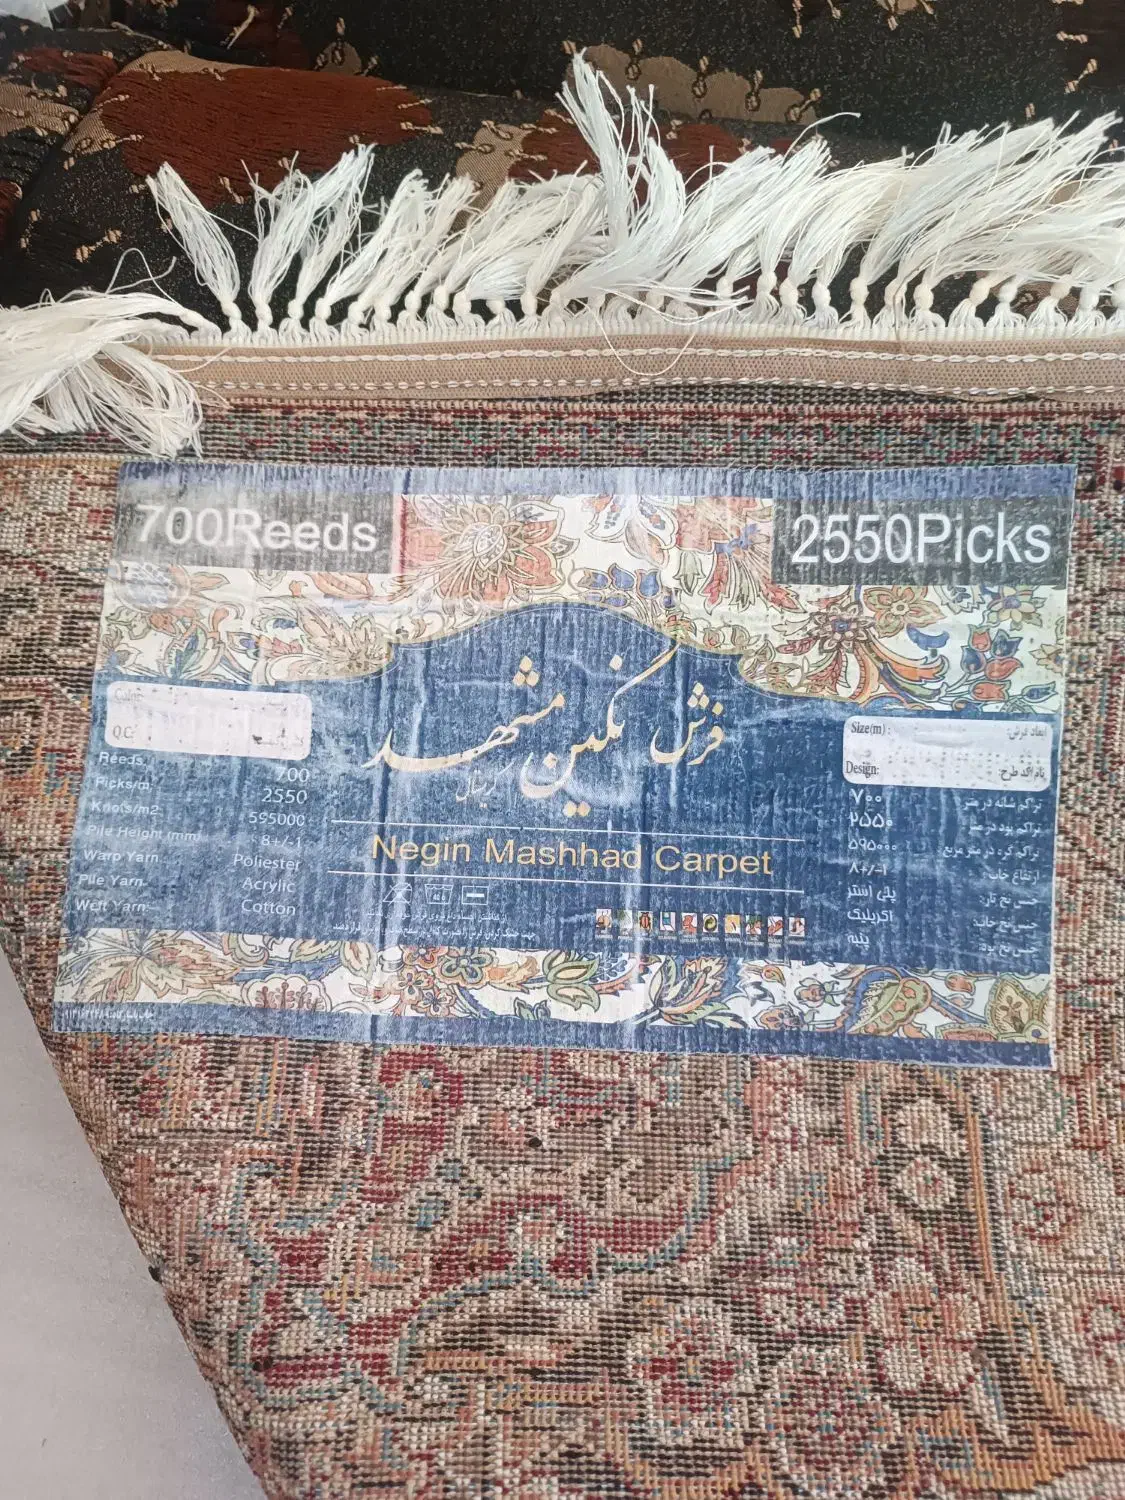 700Reeds
2550Picks
فرش نگین مشهد
کریستال
Negin Mashhad Carpet
Color:
Q.C:
Reeds: 700
Picks/m: 2550
Knots/m2: 595000
Pile Height (mm) 8+/-1
Warp Yarn: Poliester
Pile Yarn: Acrylic
Weft Yarn: Cotton
Size(m): ابعاد فرش:
Design: نام/کد طرح:
تراکم شانه در متر ۷۰۰
تراکم پود در متر ۲۵۵۰
تراکم گره در متر مربع ۵۹۵۰۰۰
ارتفاع خاب: ۸+/-۱
جنس نخ تار: پلی استر
جنس نخ خاب: اکریلیک
جنس نخ پود: پنبه